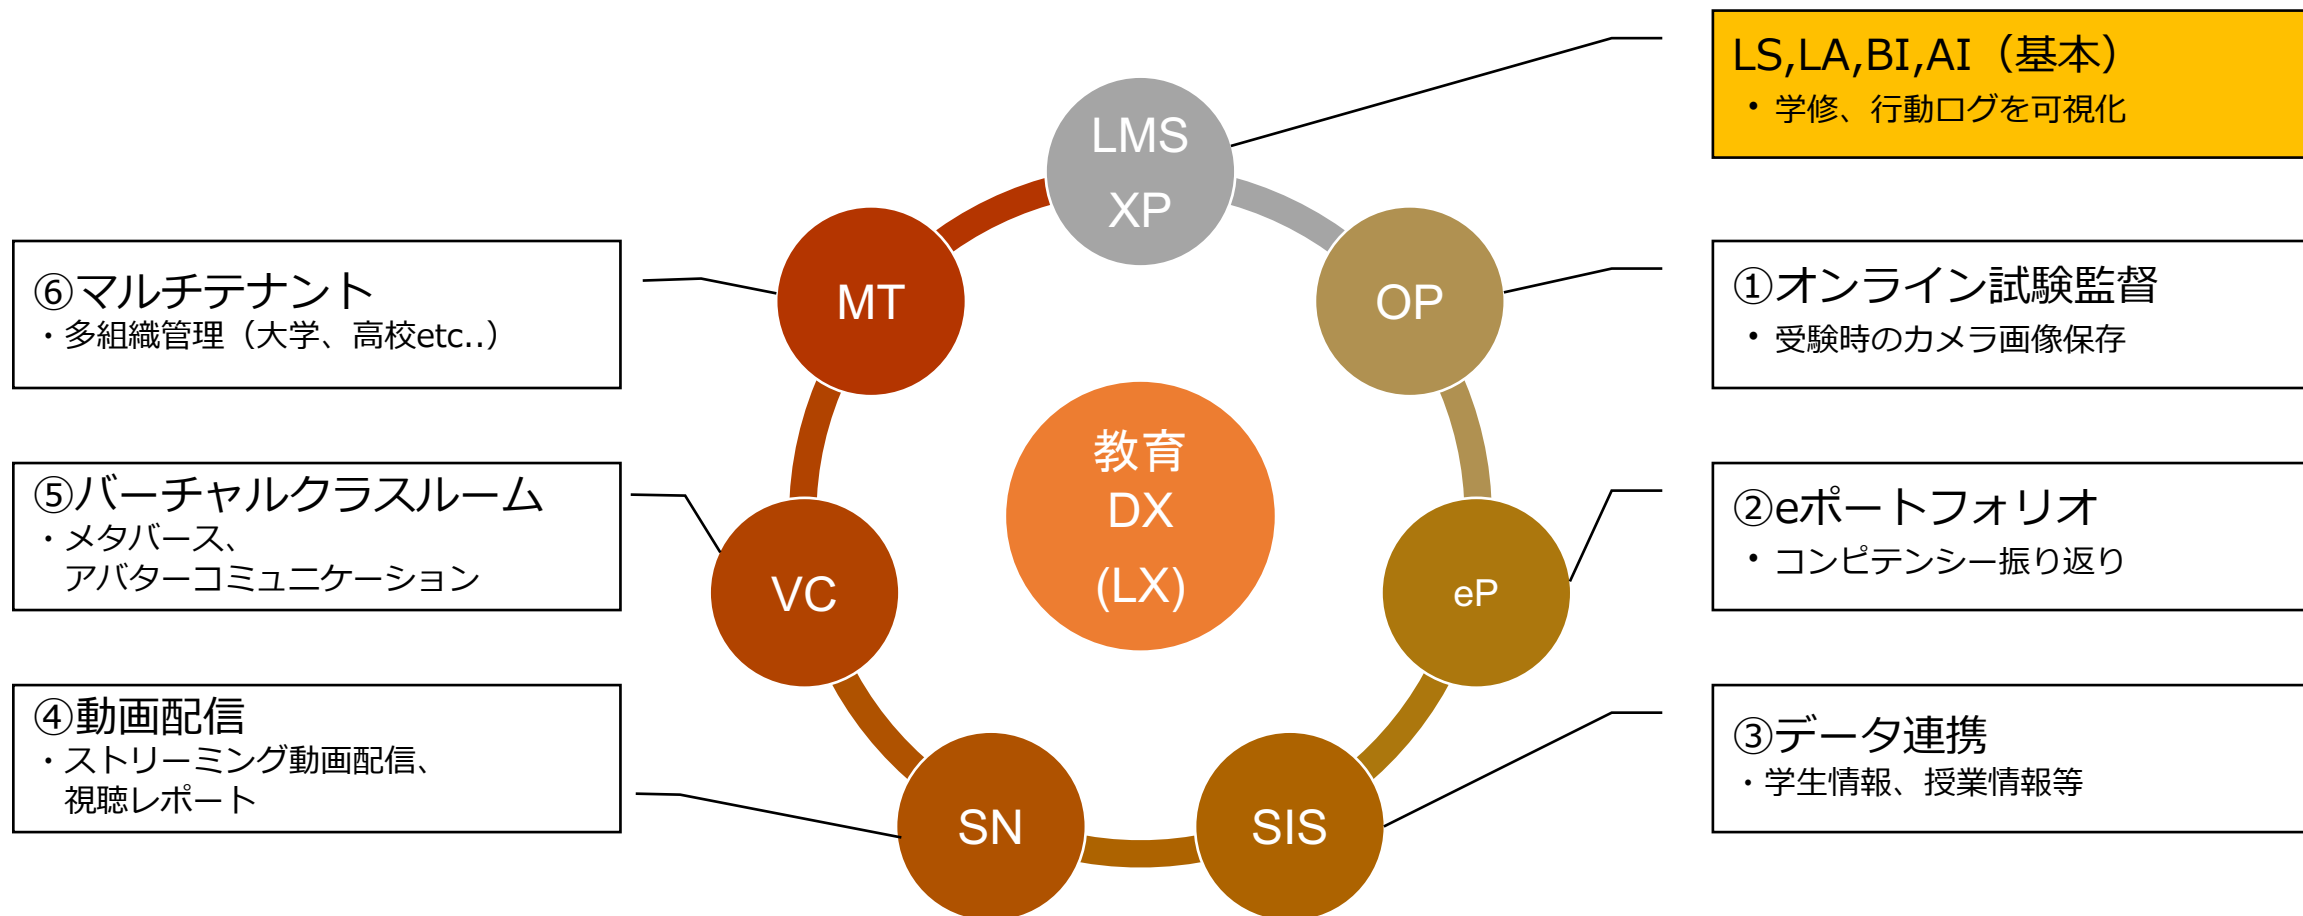 LS,LA,BI,AI（基本）
・学修、行動ログを可視化
LMS
XP
⑥マルチテナント
・多組織管理（大学、高校etc..）
MT
OP
①オンライン試験監督
・受験時のカメラ画像保存
教育
DX
(LX)
⑤バーチャルクラスルーム
・メタバース、
アバターコミュニケーション
VC
eP
②eポートフォリオ
・コンピテンシー振り返り
④動画配信
・ストリーミング動画配信、
視聴レポート
SN
SIS
③データ連携
・学生情報、授業情報等